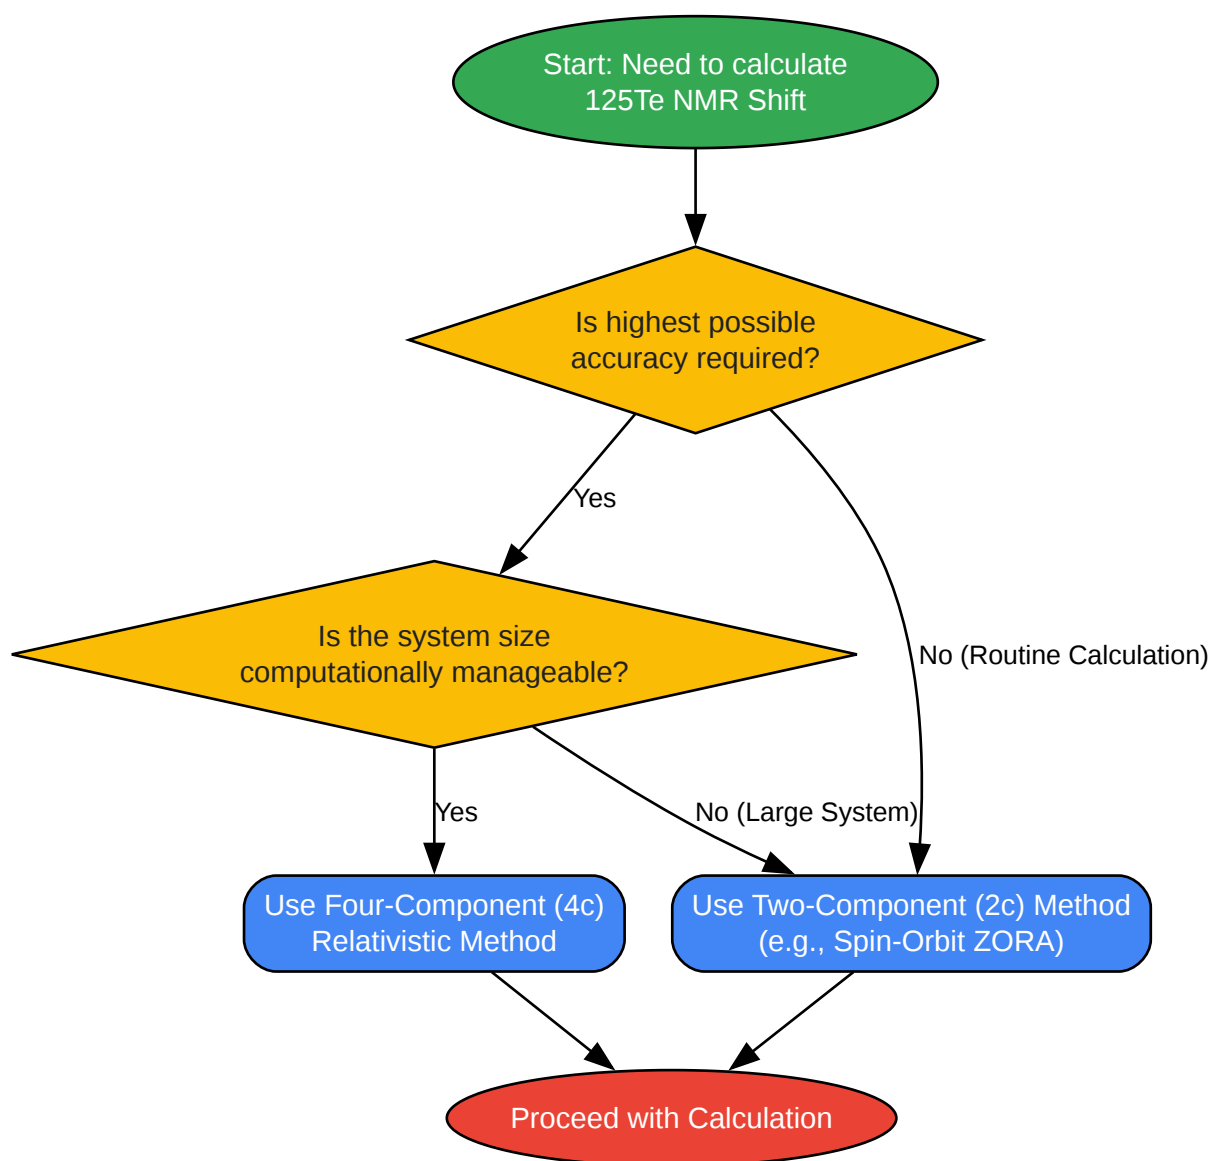 Start: Need to calculate
125Te NMR Shift
Is highest possible
accuracy required?
Yes
Is the system size
computationally manageable?
No (Routine Calculation)
Yes
No (Large System)
Use Four-Component (4c)
Relativistic Method
Use Two-Component (2c) Method
(e.g., Spin-Orbit ZORA)
Proceed with Calculation